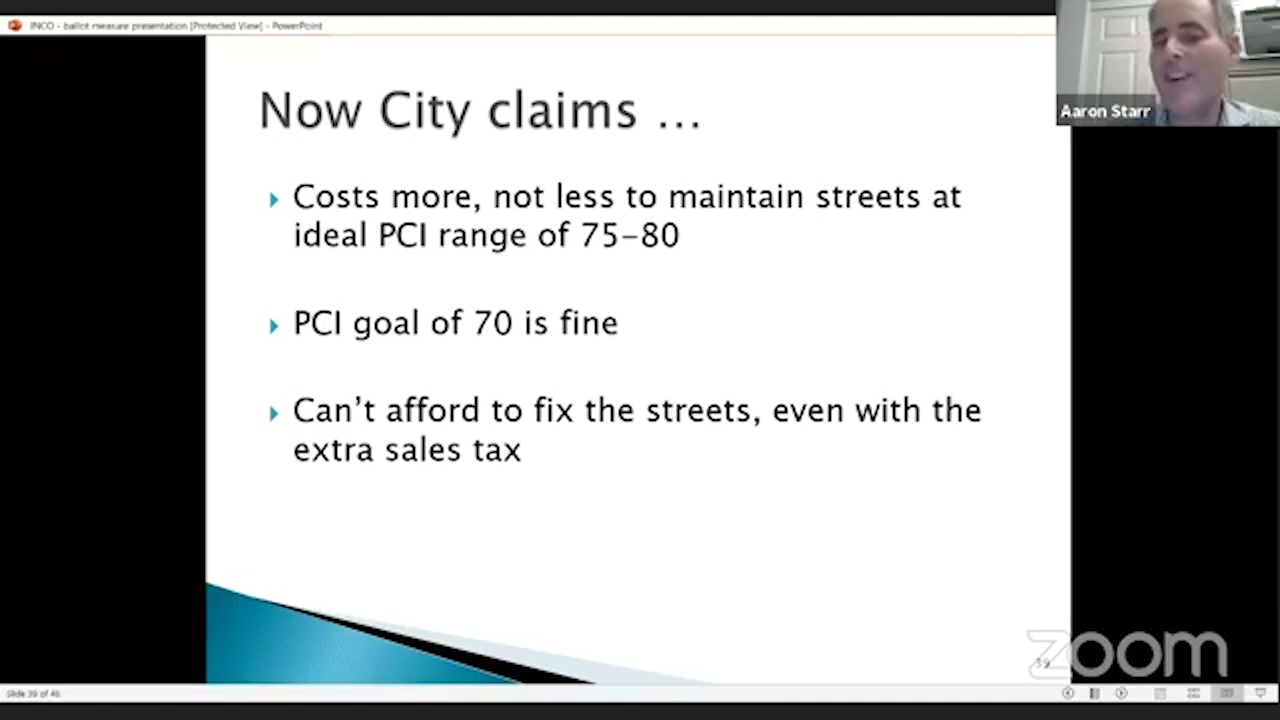 INCO - ballot measure presentation [Protected View] - PowerPoint
Aaron Starr
Now City claims ...
Costs more, not less to maintain streets at
ideal PCI range of 75-80
PCI goal of 70 is fine
Can't afford to fix the streets, even with the
extra sales tax
39
zoom
Slide 39 of 46